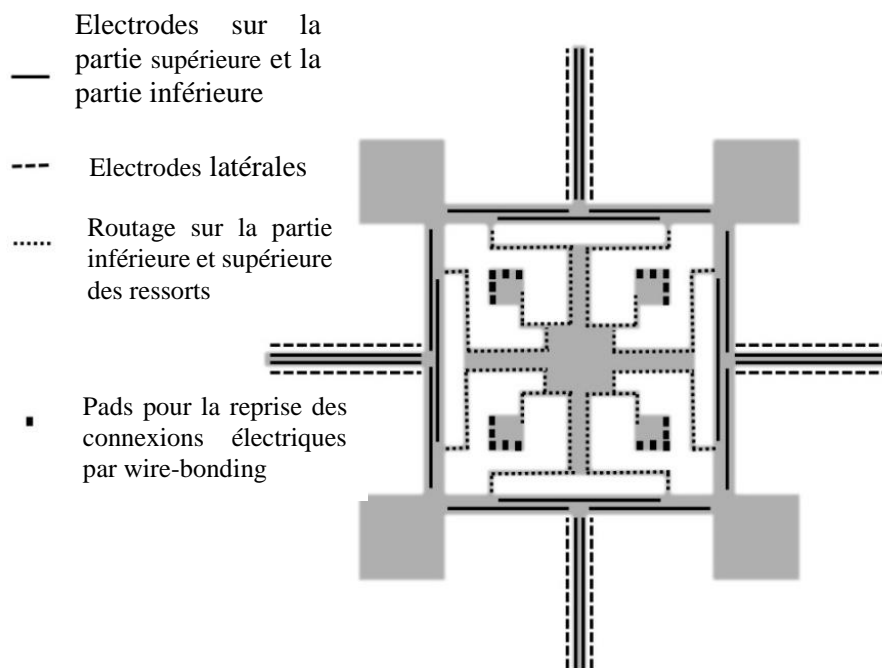 Electrodes sur la
partie supérieure et la
partie inférieure
Electrodes latérales
Routage sur la partie
inférieure et supérieure
des ressorts
Pads pour la reprise des
connexions électriques
par wire-bonding